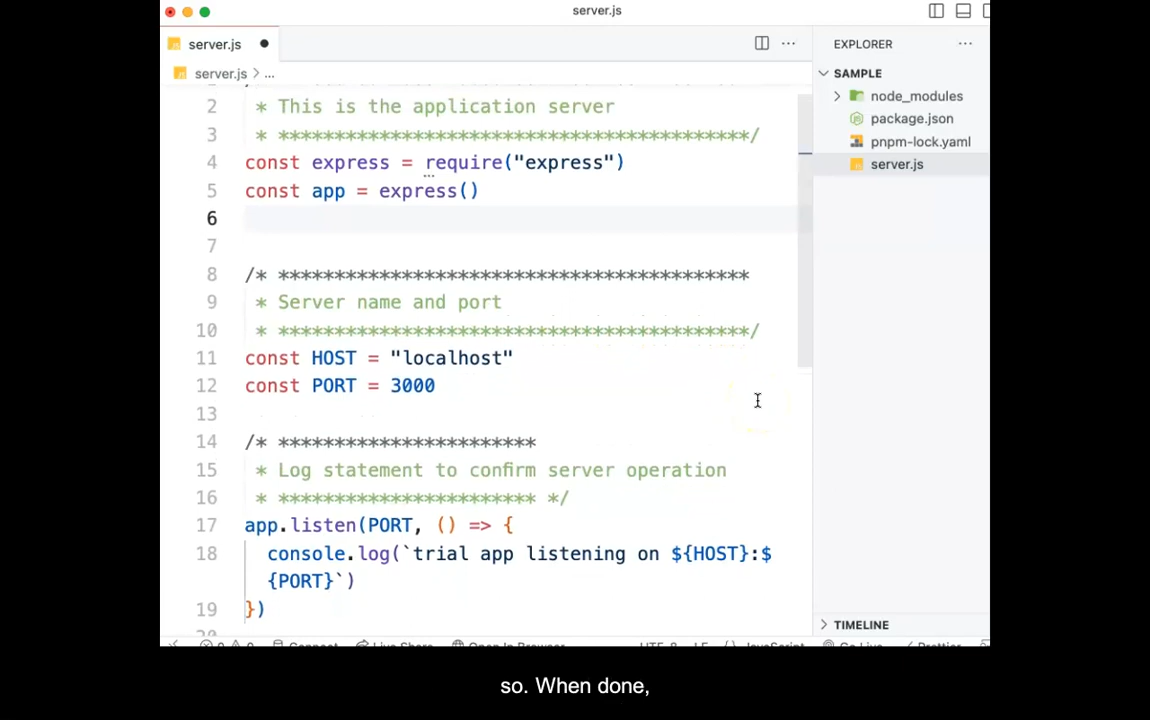 server.js
server.js
server.js > ...
2 * This is the application server
3 * ******************************************/
4 const express = require("express")
5 const app = express()
6
7
8 /* ******************************************
9 * Server name and port
10 * ******************************************/
11 const HOST = "localhost"
12 const PORT = 3000
13
14 /* ***********************
15 * Log statement to confirm server operation
16 * *********************** */
17 app.listen(PORT, () => {
18 console.log(`trial app listening on ${HOST}:$
{PORT}`)
19 })
EXPLORER
SAMPLE
node_modules
package.json
pnpm-lock.yaml
server.js
TIMELINE
so. When done,